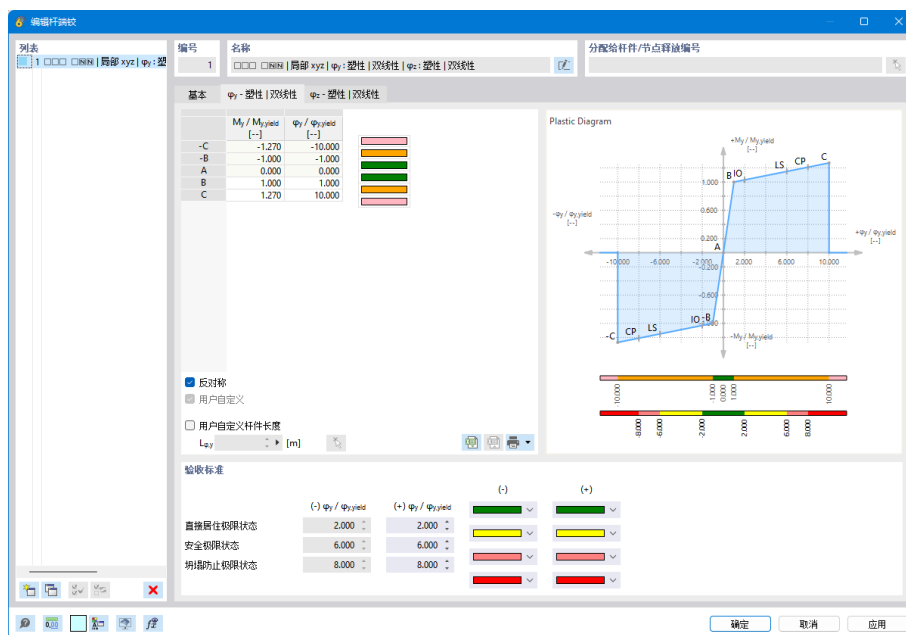 编辑杆端铰
列表
1 □□□ □NN | 局部 xyz | φy : 塑
编号
1
名称
□□□ □NN | 局部 xyz | φy : 塑性 | 双线性 | φz : 塑性 | 双线性
分配给杆件/节点释放编号
基本 φy - 塑性 | 双线性 φz - 塑性 | 双线性
My / My,yield φy / φy,yield
[--] [--]
-C -1.270 -10.000
-B -1.000 -1.000
A 0.000 0.000
B 1.000 1.000
C 1.270 10.000
反对称
用户自定义
用户自定义杆件长度
Lφ,y [m]
Plastic Diagram
+My / My,yield
[--]
B IO LS CP C
1.000
0.600
0.200
-φy / φy,yield
[--]
+φy / φy,yield
[--]
A
-10.000 -6.000 -2.000 2.000 6.000 10.000
-0.200
-0.600
-1.000
-C CP LS IO -B
-My / My,yield
[--]
-10.000 -1.000 0.000 1.000 10.000
-8.000 -6.000 -2.000 2.000 6.000 8.000
验收标准
(-) φy / φy,yield (+) φy / φy,yield (-) (+)
直接居住极限状态 2.000 2.000
安全极限状态 6.000 6.000
坍塌防止极限状态 8.000 8.000
0,00
确定 取消 应用